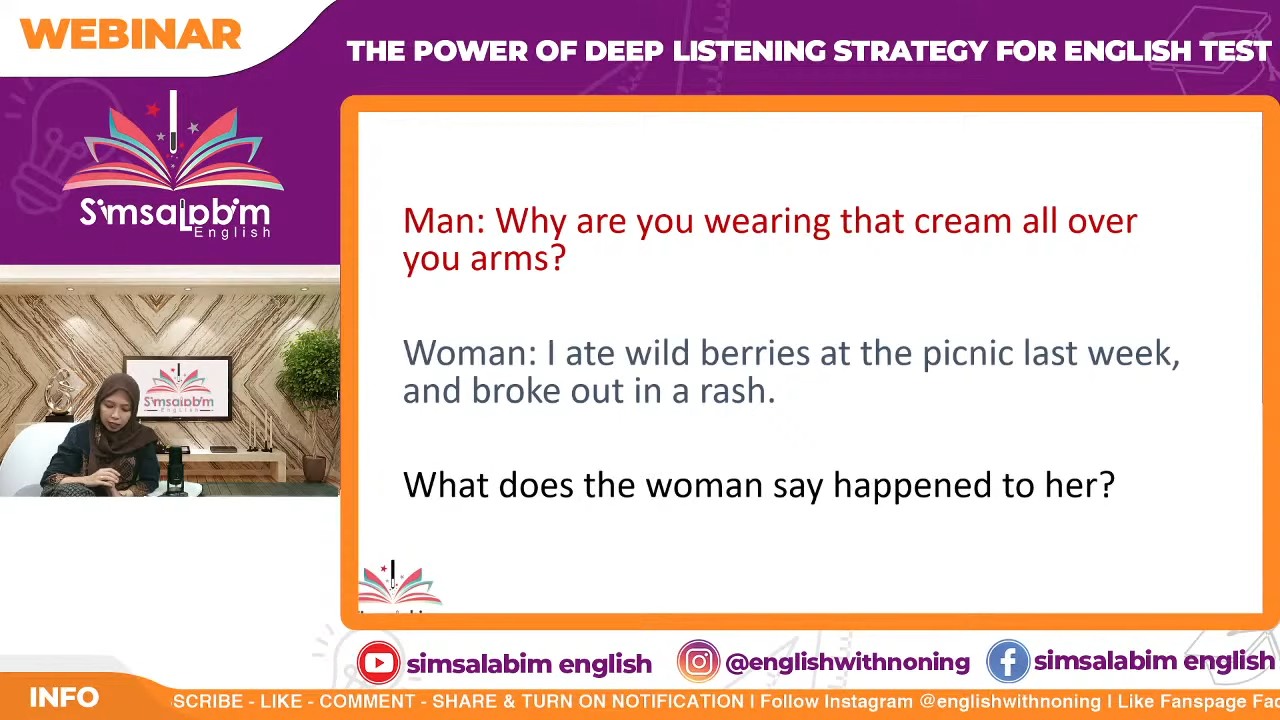 WEBINAR
THE POWER OF DEEP LISTENING STRATEGY FOR ENGLISH TEST
Simsalabim
English
Simsalabim
English
Man: Why are you wearing that cream all over
you arms?
Woman: I ate wild berries at the picnic last week,
and broke out in a rash.
What does the woman say happened to her?
simsalabim english
@englishwithnoning
simsalabim english
INFO
SCRIBE - LIKE - COMMENT - SHARE & TURN ON NOTIFICATION I Follow Instagram @englishwithnoning I Like Fanspage